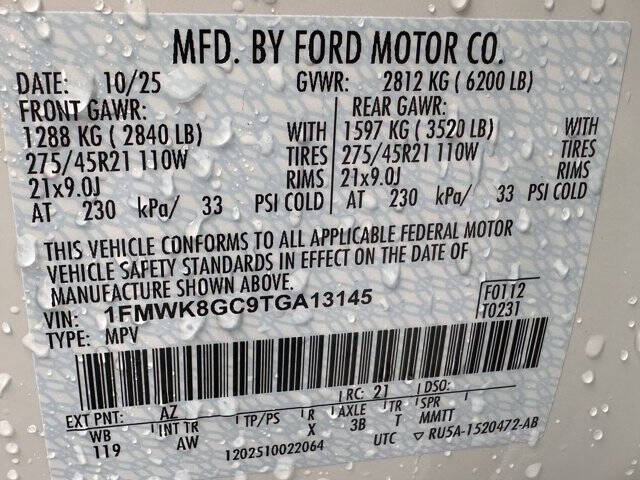 MFD. BY FORD MOTOR CO.
DATE: 10/25 GVWR: 2812 KG ( 6200 LB)
FRONT GAWR: REAR GAWR:
1288 KG ( 2840 LB) WITH 1597 KG ( 3520 LB) WITH
275/45R21 110W TIRES 275/45R21 110W TIRES
21x9.0J RIMS 21x9.0J RIMS
AT 230 kPa/ 33 PSI COLD AT 230 kPa/ 33 PSI COLD
THIS VEHICLE CONFORMS TO ALL APPLICABLE FEDERAL MOTOR
VEHICLE SAFETY STANDARDS IN EFFECT ON THE DATE OF
MANUFACTURE SHOWN ABOVE.
VIN: 1FMWK8GC9TGA13145 F0112
TYPE: MPV T0231
RC: 21 DSO:
EXT PNT: AZ
WB INT TR TP/PS R AXLE TR SPR
119 AW X 3B T MMTT
1202510022064 UTC ▽ RU5A-1520472-AB